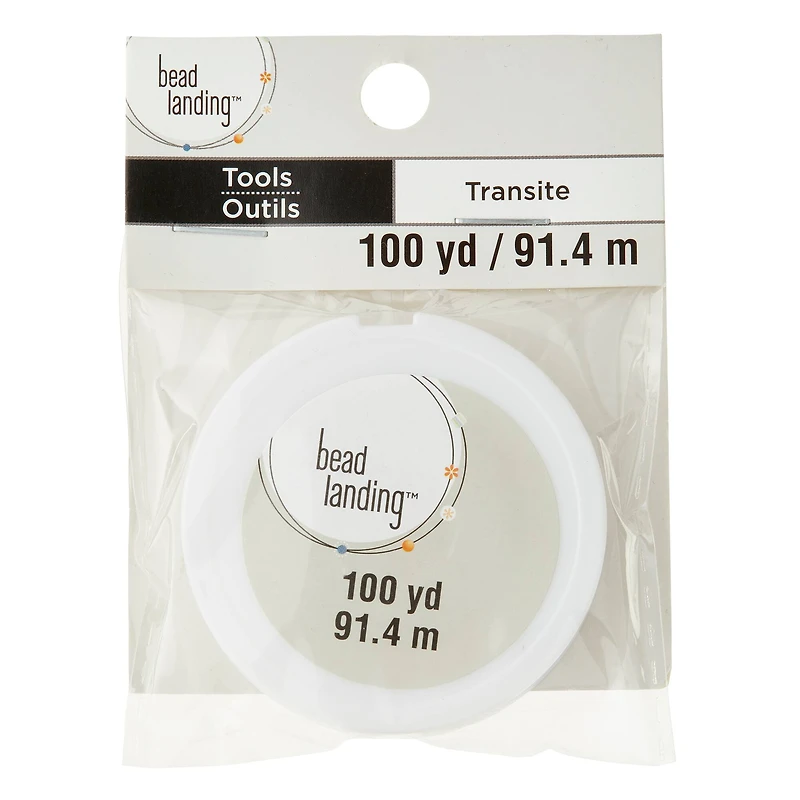 bead
landing™
Tools
Outils
Transite
100 yd / 91.4 m
bead
landing™
100 yd
91.4 m